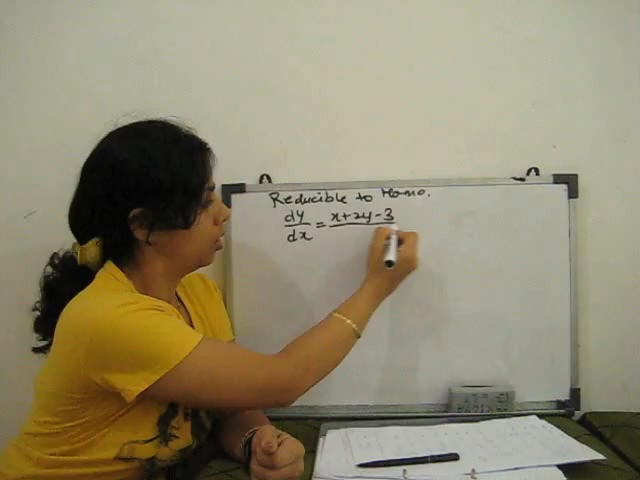 Reducible to Homo.
dy/dx = x+2y-3